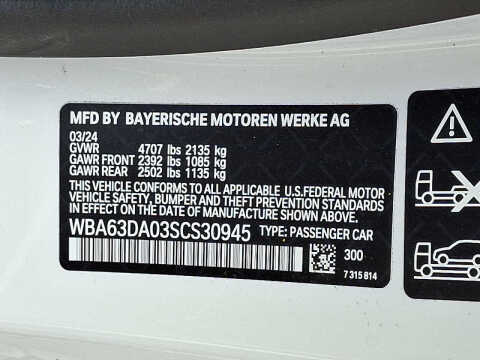 MFD BY BAYERISCHE MOTOREN WERKE AG
03/24
GVWR 4707 lbs 2135 kg
GAWR FRONT 2392 lbs 1085 kg
GAWR REAR 2502 lbs 1135 kg
THIS VEHICLE CONFORMS TO ALL APPLICABLE U.S.FEDERAL MOTOR
VEHICLE SAFETY, BUMPER, AND THEFT PREVENTION STANDARDS
IN EFFECT ON THE DATE OF MANUFACTURE SHOWN ABOVE.
WBA63DA03SCS30945 TYPE: PASSENGER CAR
300
7 315 814